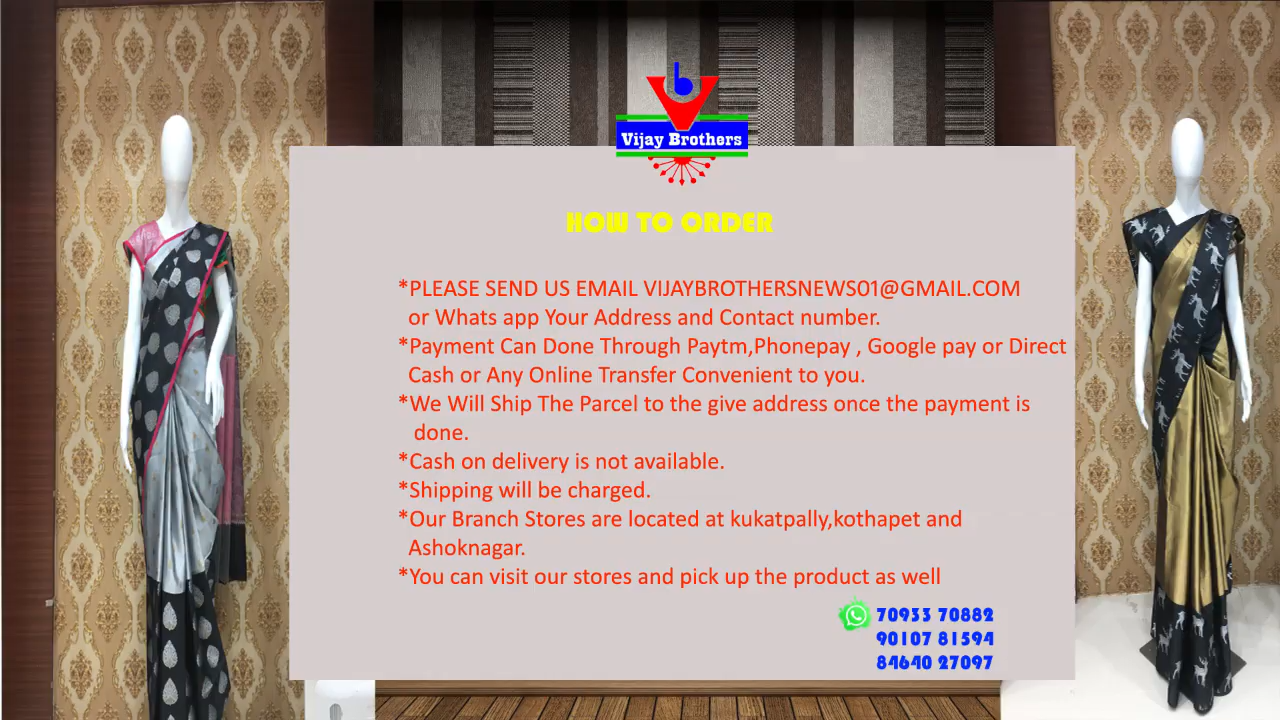 b
Vijay Brothers
HOW TO ORDER
*PLEASE SEND US EMAIL VIJAYBROTHERSNEWS01@GMAIL.COM
or Whats app Your Address and Contact number.
*Payment Can Done Through Paytm,Phonepay , Google pay or Direct
Cash or Any Online Transfer Convenient to you.
*We Will Ship The Parcel to the give address once the payment is
done.
*Cash on delivery is not available.
*Shipping will be charged.
*Our Branch Stores are located at kukatpally,kothapet and
Ashoknagar.
*You can visit our stores and pick up the product as well
70933 70882
90107 81594
84640 27097